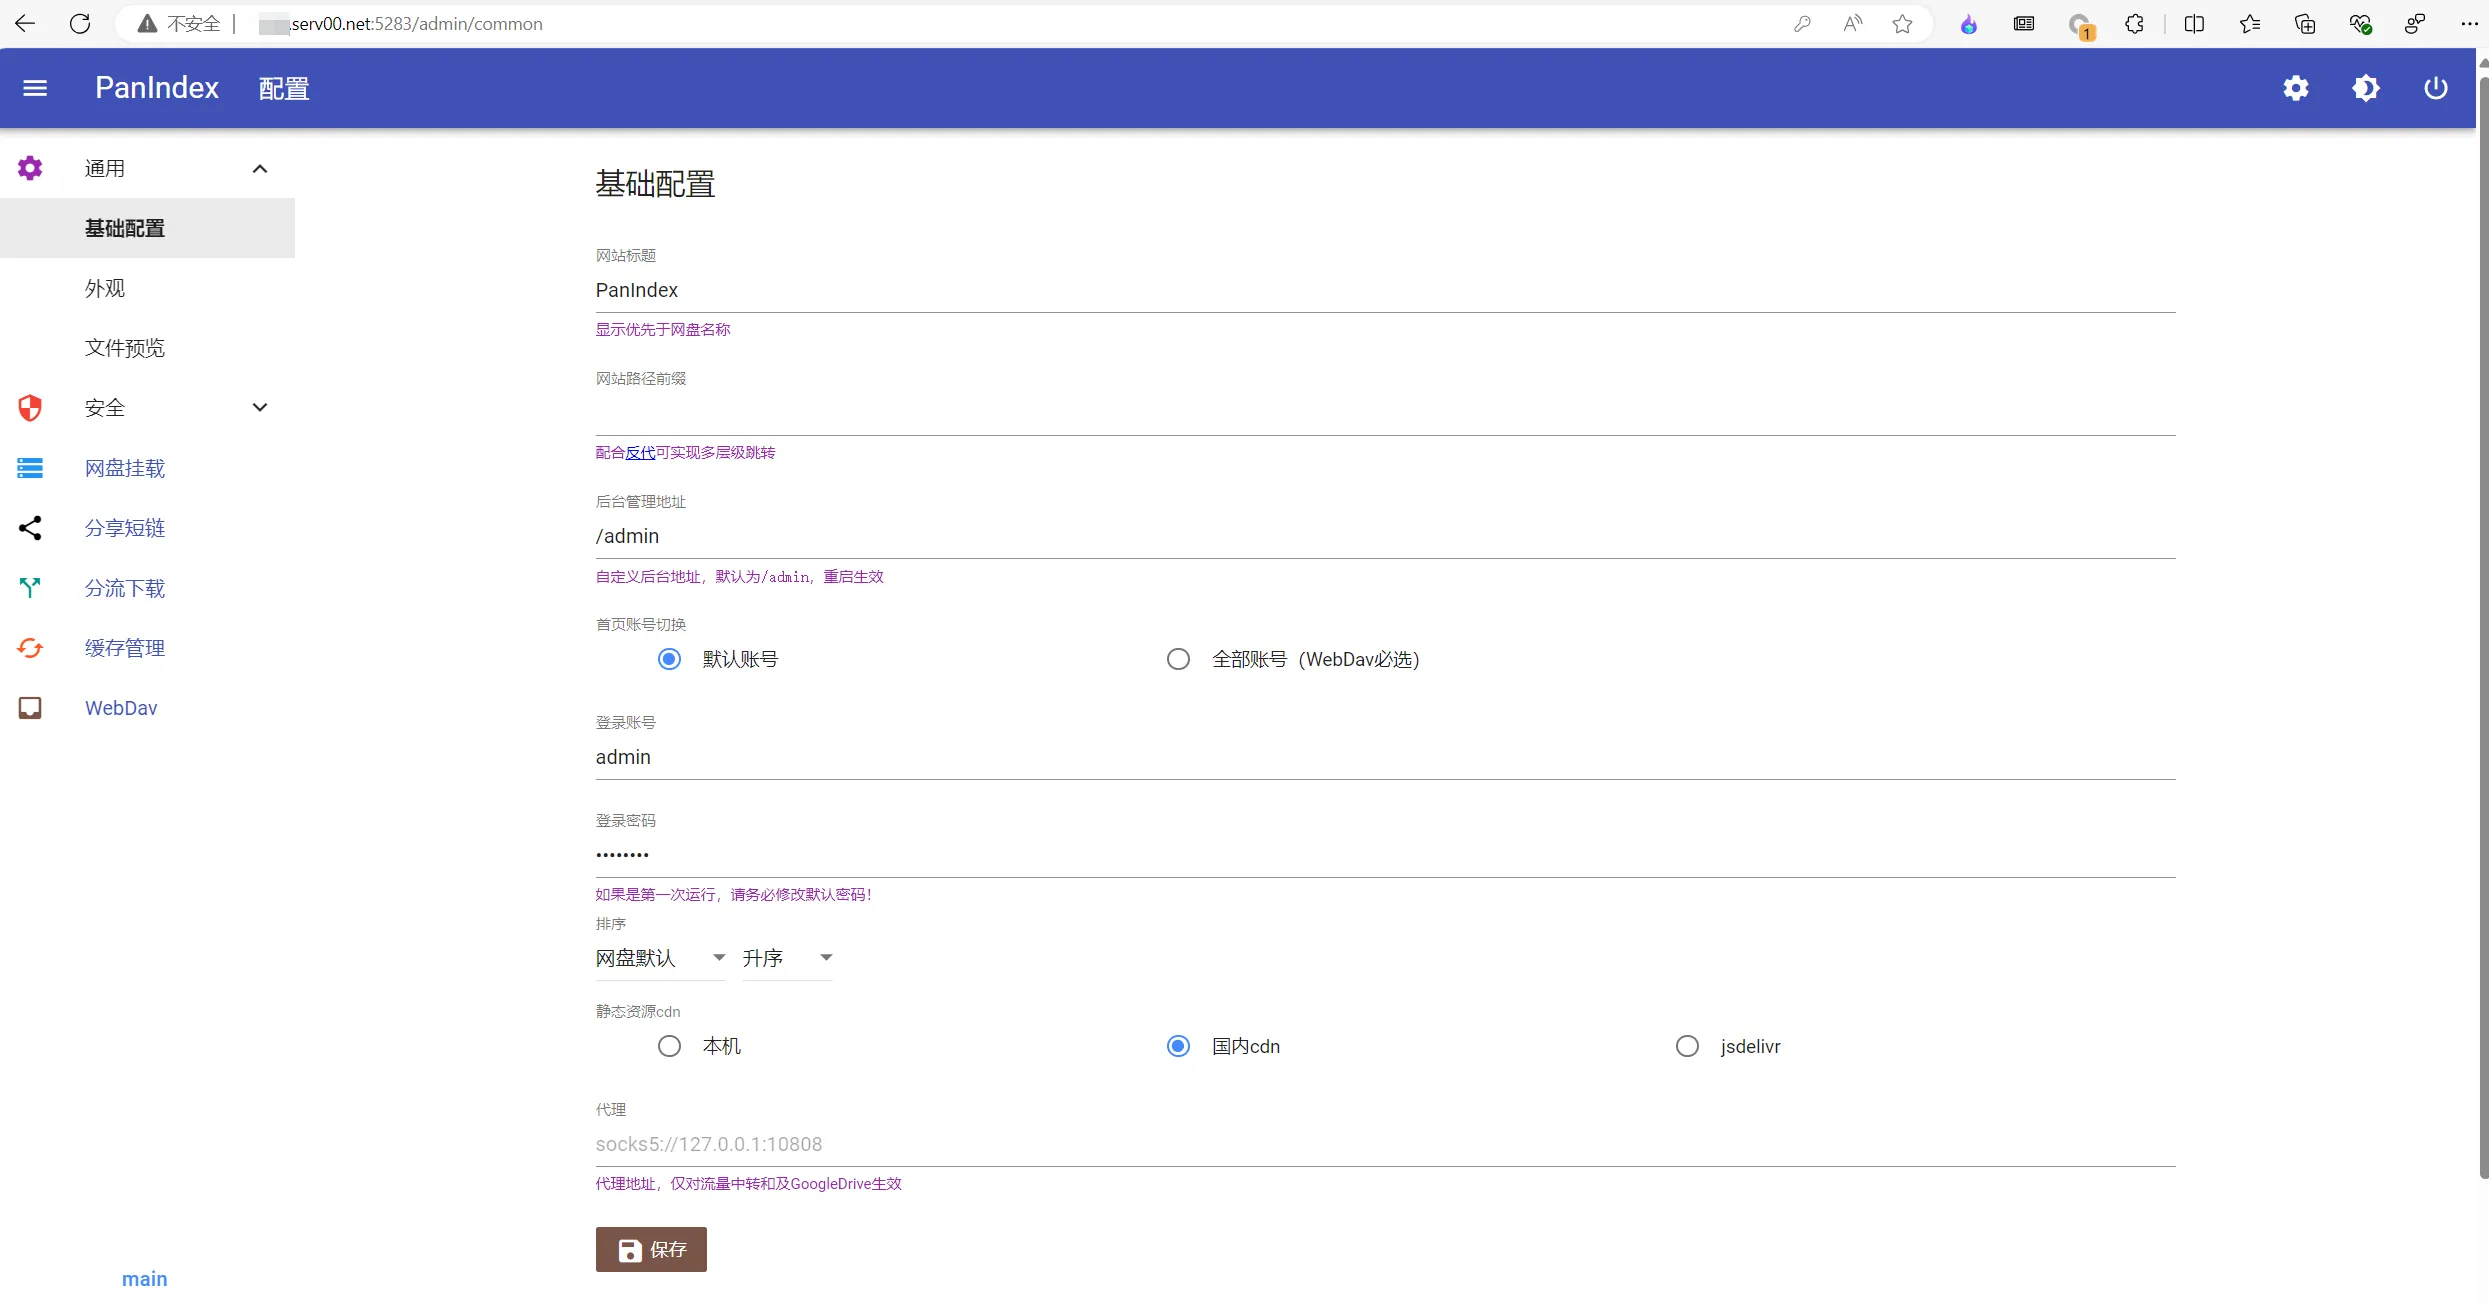 不安全
.serv00.net:5283/admin/common
1
PanIndex 配置
通用
基础配置
外观
文件预览
安全
网盘挂载
分享短链
分流下载
缓存管理
WebDav
main
基础配置
网站标题
PanIndex
显示优先于网盘名称
网站路径前缀
配合反代可实现多层级跳转
后台管理地址
/admin
自定义后台地址，默认为/admin，重启生效
首页账号切换
默认账号 全部账号（WebDav必选）
登录账号
admin
登录密码
••••••••
如果是第一次运行，请务必修改默认密码！
排序
网盘默认 升序
静态资源cdn
本机 国内cdn jsdelivr
代理
socks5://127.0.0.1:10808
代理地址，仅对流量中转和及GoogleDrive生效
保存